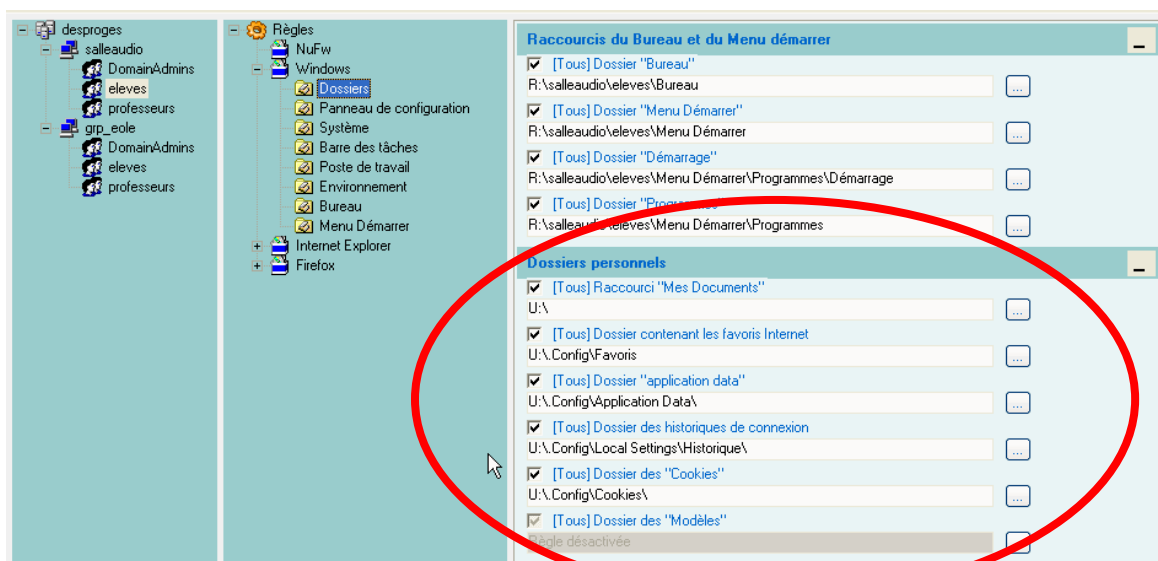 desproges
salleaudio
DomainAdmins
eleves
professeurs
grp_eole
DomainAdmins
eleves
professeurs
Règles
NuFw
Windows
Dossiers
Panneau de configuration
Système
Barre des tâches
Poste de travail
Environnement
Bureau
Menu Démarrer
Internet Explorer
Firefox
Raccourcis du Bureau et du Menu démarrer
[Tous] Dossier "Bureau"
R:\salleaudio\eleves\Bureau
...
[Tous] Dossier "Menu Démarrer"
R:\salleaudio\eleves\Menu Démarrer
...
[Tous] Dossier "Démarrage"
R:\salleaudio\eleves\Menu Démarrer\Programmes\Démarrage
...
[Tous] Dossier "Programmes"
R:\salleaudio\eleves\Menu Démarrer\Programmes
...
Dossiers personnels
[Tous] Raccourci "Mes Documents"
U:\
...
[Tous] Dossier contenant les favoris Internet
U:\.Config\Favoris
...
[Tous] Dossier "application data"
U:\.Config\Application Data\
...
[Tous] Dossier des historiques de connexion
U:\.Config\Local Settings\Historique\
...
[Tous] Dossier des "Cookies"
U:\.Config\Cookies\
...
[Tous] Dossier des "Modèles"
Règle désactivée